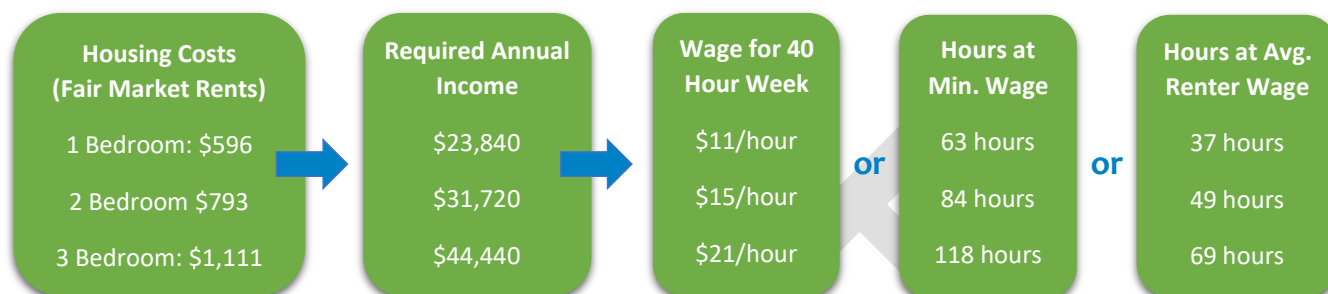 Housing Costs
(Fair Market Rents)
1 Bedroom: $596
2 Bedroom $793
3 Bedroom: $1,111
Required Annual
Income
$23,840
$31,720
$44,440
Wage for 40
Hour Week
$11/hour
$15/hour
$21/hour
or
Hours at
Min. Wage
63 hours
84 hours
118 hours
or
Hours at Avg.
Renter Wage
37 hours
49 hours
69 hours